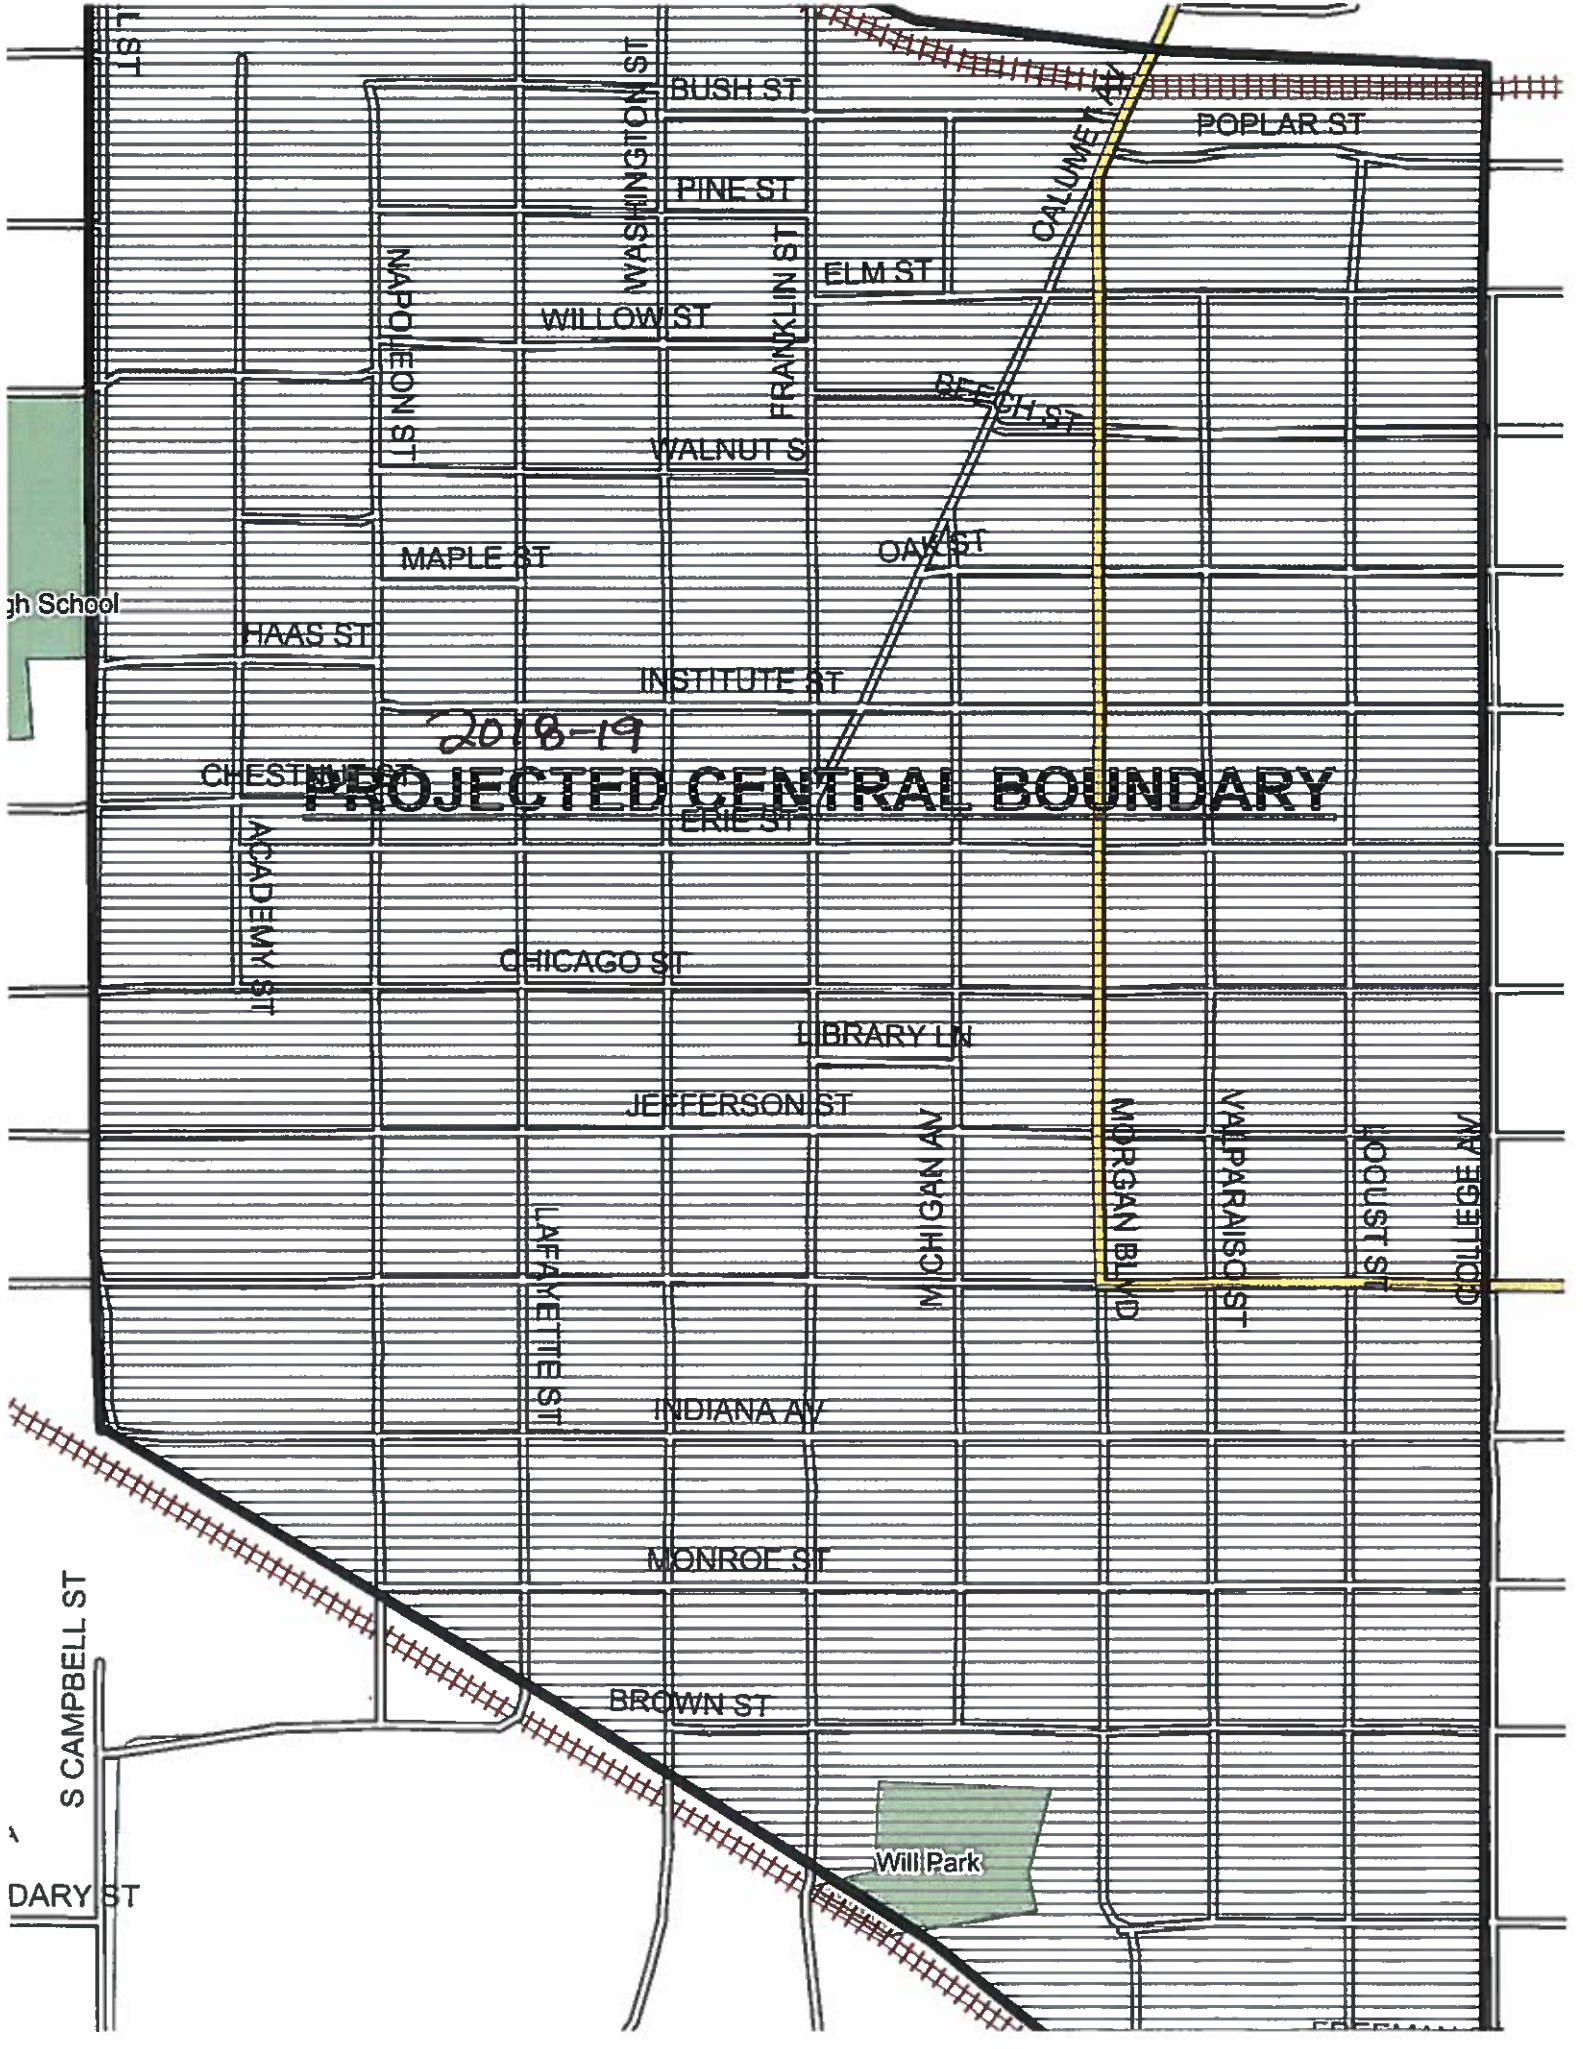 L ST
WASHINGTON ST
BUSH ST
CALUMET AV
POPLAR ST
PINE ST
NAPOLEON ST
FRANKLIN ST
ELM ST
WILLOW ST
BEECH ST
WALNUT S
OAK ST
MAPLE ST
gh School
HAAS ST
INSTITUTE ST
2018-19
CHESTNUT ST
PROJECTED CENTRAL BOUNDARY
ERIE ST
ACADEMY ST
CHICAGO ST
LIBRARY LN
JEFFERSON ST
MICHIGAN AV
MORGAN BLVD
VALPARAISO ST
LOCUST ST
COLLEGE AV
LAFAYETTE ST
INDIANA AV
MONROE ST
S CAMPBELL ST
BROWN ST
Will Park
DARY ST